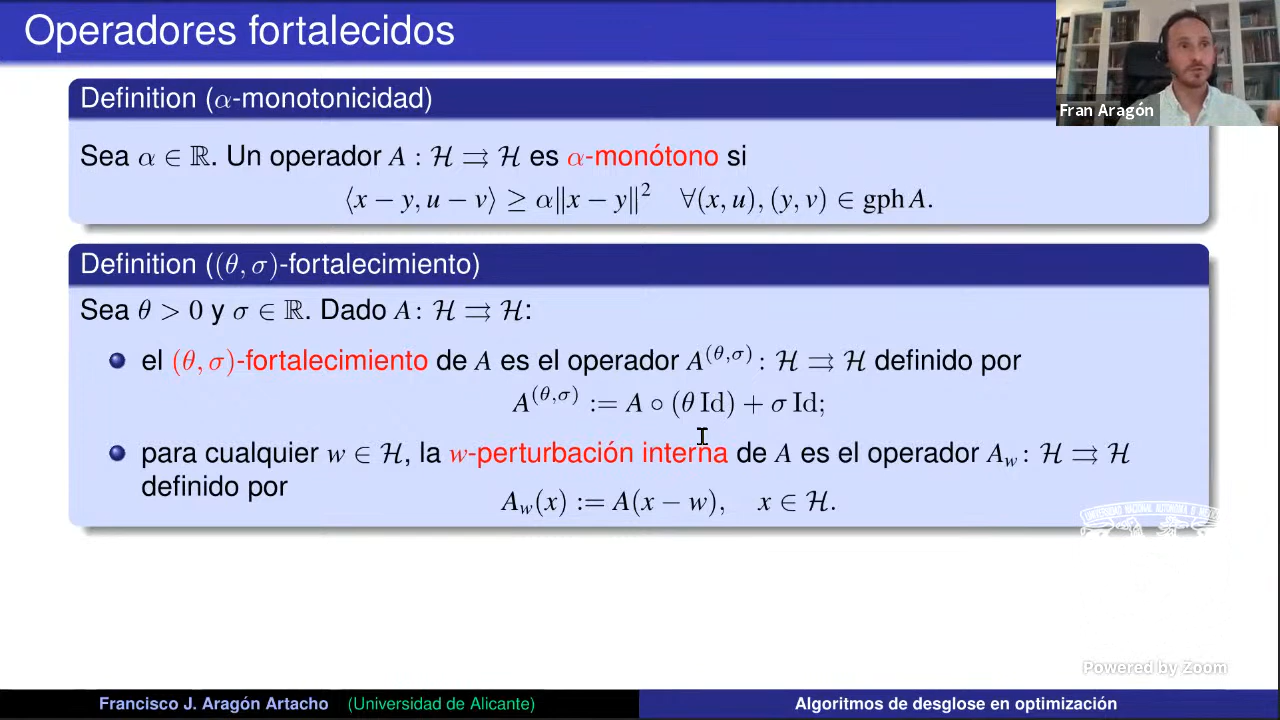 Operadores fortalecidos
Fran Aragón
Definition (α-monotonicidad)
Sea α ∈ ℝ. Un operador A : ℋ ⇉ ℋ es α-monótono si
⟨x − y, u − v⟩ ≥ α‖x − y‖² ∀(x, u), (y, v) ∈ gph A.
Definition ((θ, σ)-fortalecimiento)
Sea θ > 0 y σ ∈ ℝ. Dado A: ℋ ⇉ ℋ:
el (θ, σ)-fortalecimiento de A es el operador A^(θ,σ): ℋ ⇉ ℋ definido por
A^(θ,σ) := A ∘ (θ Id) + σ Id;
para cualquier w ∈ ℋ, la w-perturbación interna de A es el operador A_w: ℋ ⇉ ℋ
definido por
A_w(x) := A(x − w), x ∈ ℋ.
Powered by Zoom
Francisco J. Aragón Artacho (Universidad de Alicante)
Algoritmos de desglose en optimización